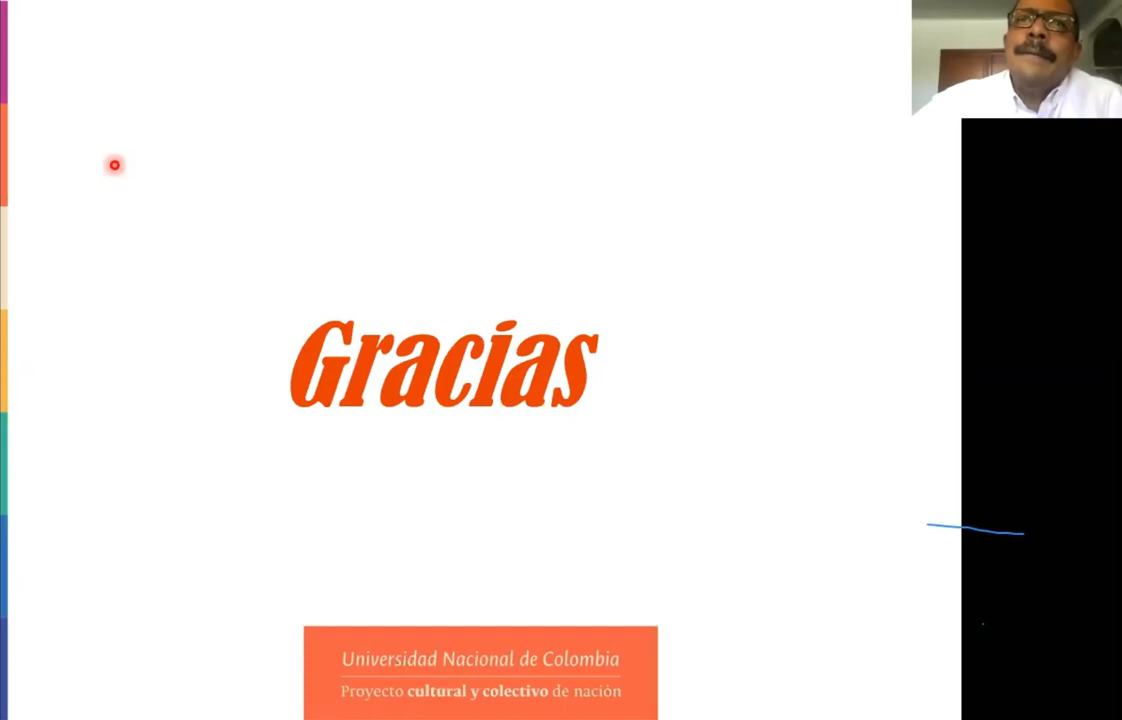 Gracias
Universidad Nacional de Colombia
Proyecto cultural y colectivo de nación